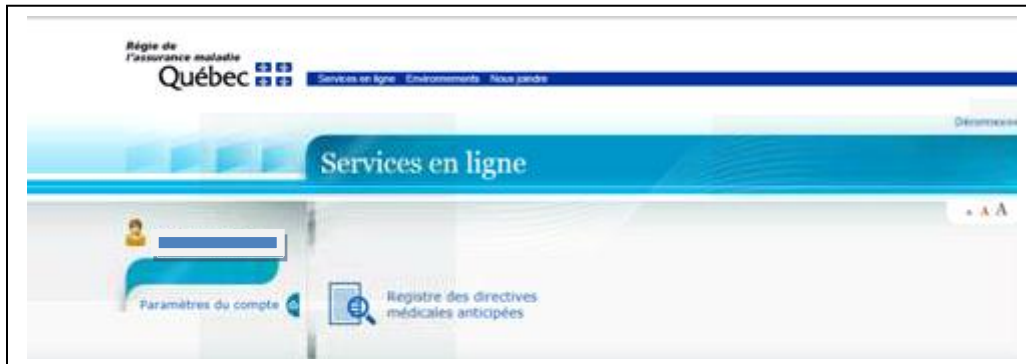 Régie de
l'assurance maladie
Québec
Services en ligne Environnements Nous joindre
Services en ligne
A A
Paramètres du compte
Registre des directives
médicales anticipées